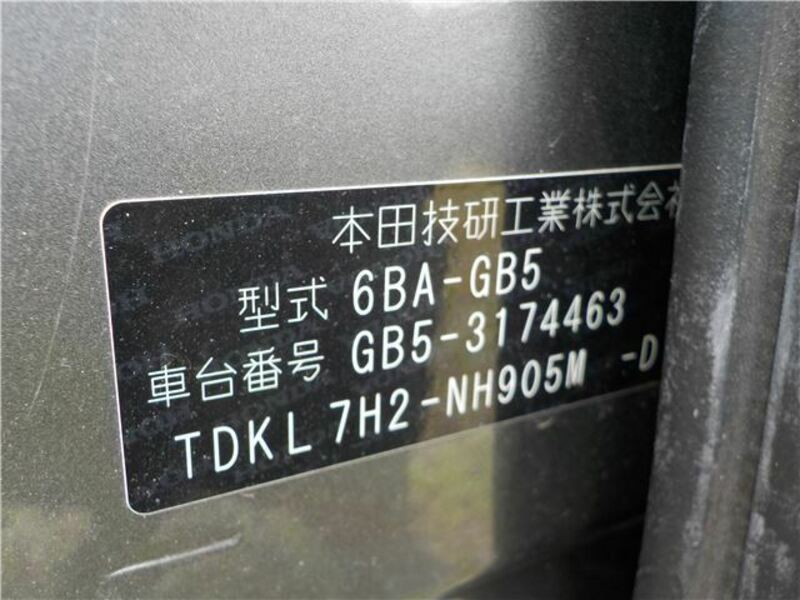 本田技研工業株式会社
型式 6BA-GB5
車台番号 GB5-3174463
TDKL 7H2-NH905M -D